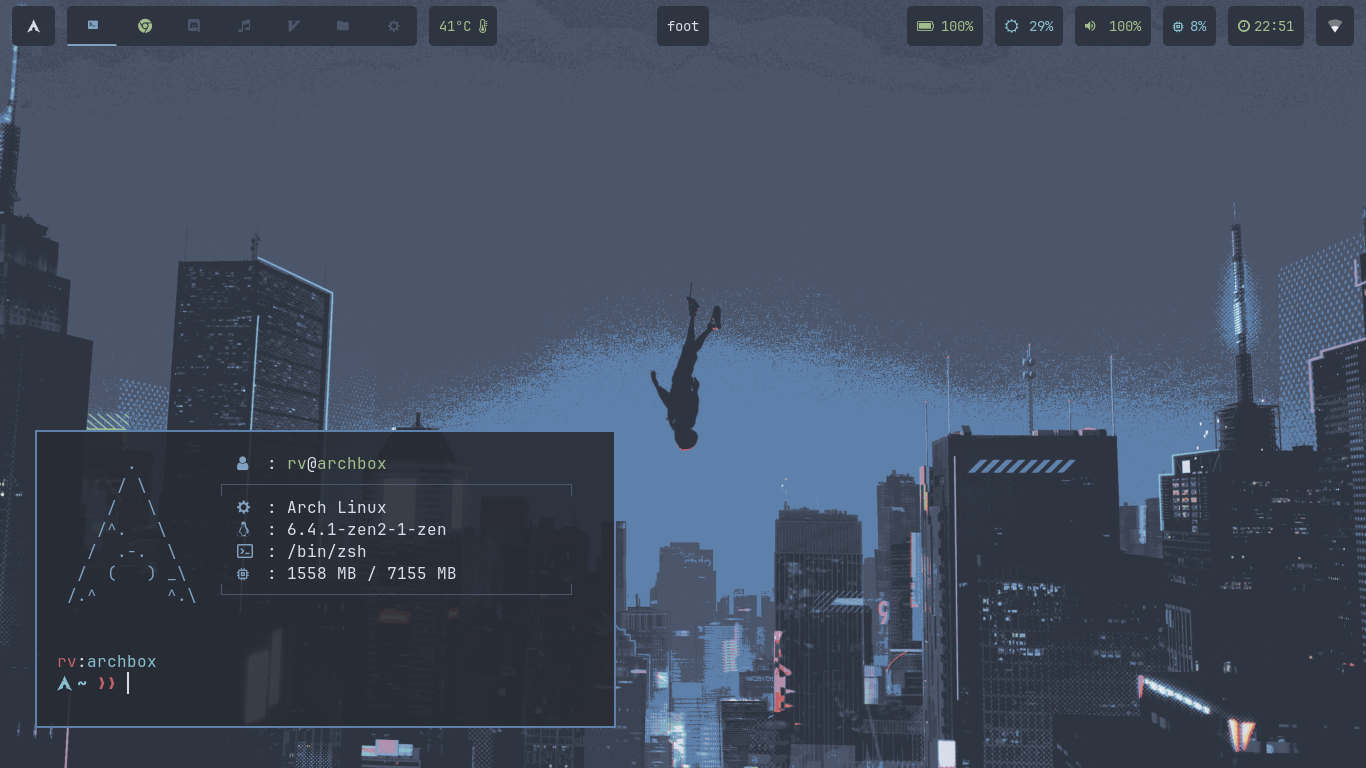 41°C
foot
100%
29%
100%
8%
22:51
: rv@archbox
: Arch Linux
: 6.4.1-zen2-1-zen
: /bin/zsh
: 1558 MB / 7155 MB
rv:archbox
~ ❩❩